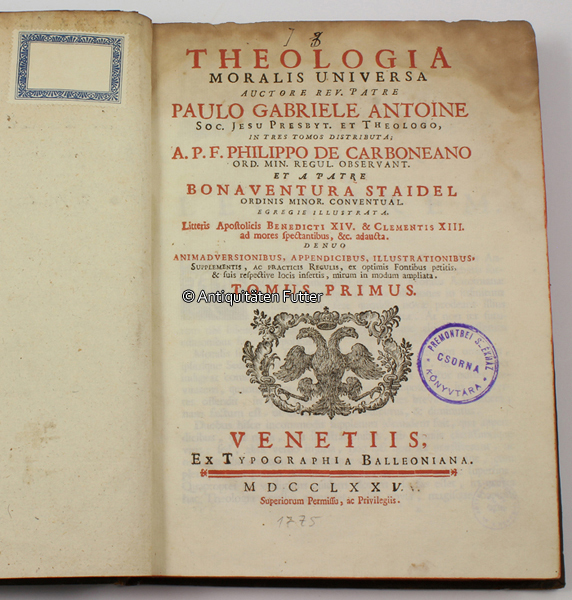 7 8
THEOLOGIA
MORALIS UNIVERSA
AUCTORE REV. PATRE
PAULO GABRIELE ANTOINE
SOC. JESU PRESBYT. ET THEOLOGO,
IN TRES TOMOS DISTRIBUTA;
A. P. F. PHILIPPO DE CARBONEANO
ORD. MIN. REGUL. OBSERVANT.
ET A PATRE
BONAVENTURA STAIDEL
ORDINIS MINOR. CONVENTUAL.
EGREGIE ILLUSTRATA.
Litteris Apostolicis BENEDICTI XIV. & CLEMENTIS XIII.
ad mores spectantibus, &c. adaucta.
DENUO
ANIMADVERSIONIBUS, APPENDICIBUS, ILLUSTRATIONIBUS,
SUPPLEMENTIS, AC PRACTICIS REGULIS, ex optimis Fontibus petitis,
& suis respective locis insertis, mirum in modum ampliata.
TOMUS PRIMUS.
© Antiquitäten Futter
PREMONTREI S. EKHÁZ
CSORNA
KÖNYVTÁRA
VENETIIS,
EX TYPOGRAPHIA BALLEONIANA.
MDCCLXXV.
Superiorum Permissu, ac Privilegiis.
1775